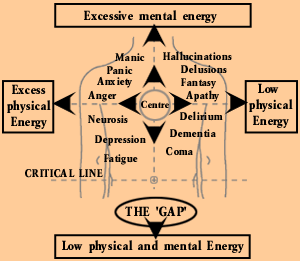 Excessive mental energy
Manic
Hallucinations
Panic
Delusions
Anxiety
Fantasy
Anger
Apathy
Excess
physical
Energy
Centre
Low
physical
Energy
Neurosis
Delirium
Depression
Dementia
Fatigue
Coma
CRITICAL LINE
THE 'GAP'
Low physical and mental Energy